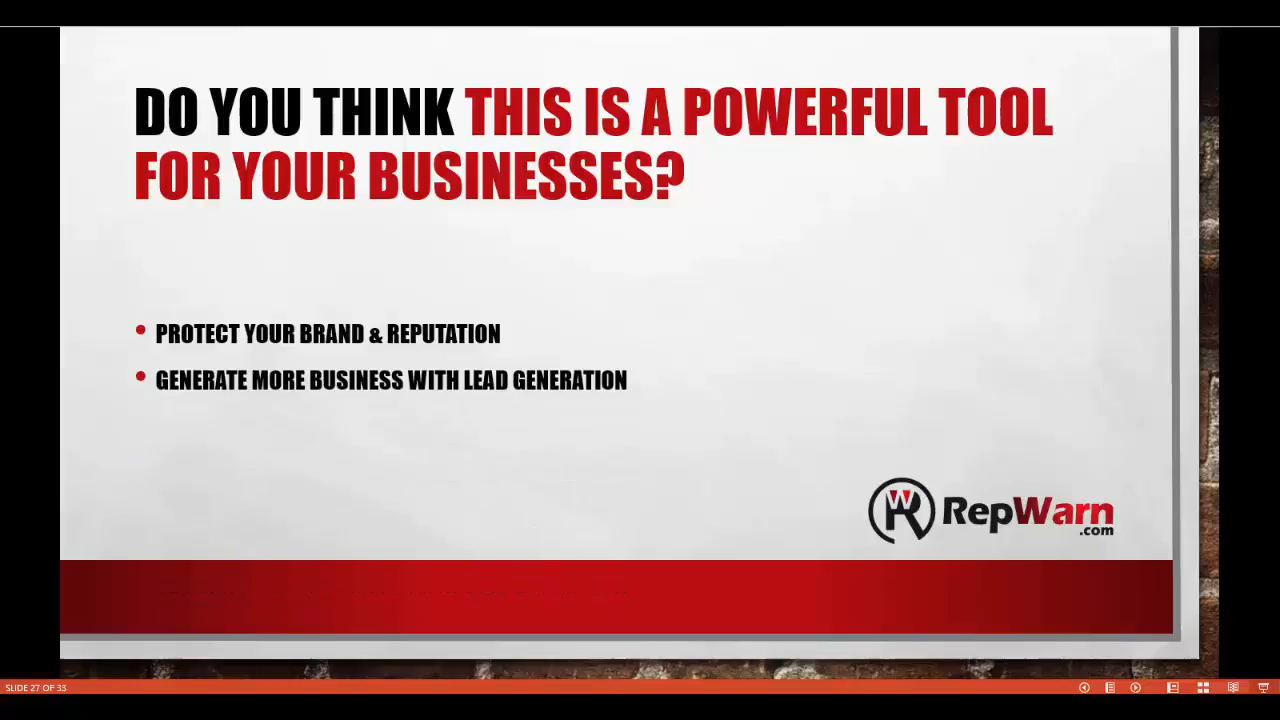 DO YOU THINK THIS IS A POWERFUL TOOL
FOR YOUR BUSINESSES?
• PROTECT YOUR BRAND & REPUTATION
• GENERATE MORE BUSINESS WITH LEAD GENERATION
RepWarn
.com
SLIDE 27 OF 33